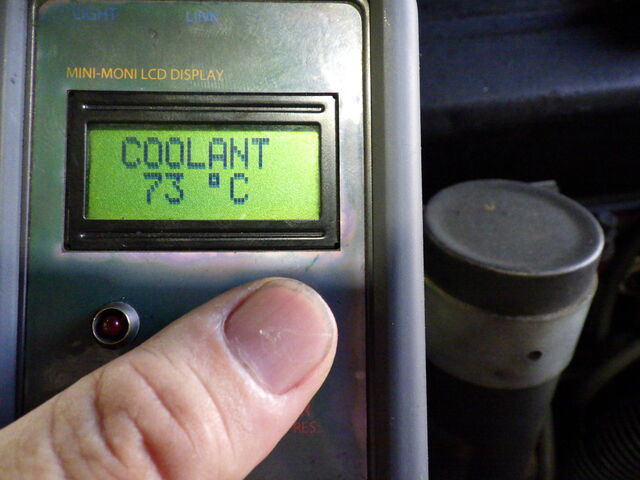 LIGHT LINK
MINI-MONI LCD DISPLAY
COOLANT
73 °C